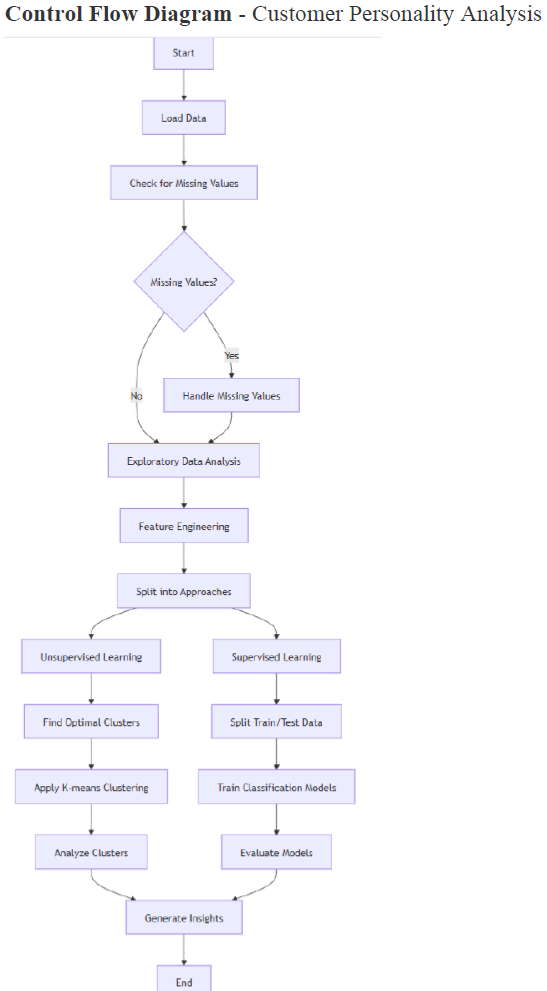 Control Flow Diagram - Customer Personality Analysis
Start
Load Data
Check for Missing Values
Missing Values?
Yes
No
Handle Missing Values
Exploratory Data Analysis
Feature Engineering
Split into Approaches
Unsupervised Learning
Supervised Learning
Find Optimal Clusters
Split Train/Test Data
Apply K-means Clustering
Train Classification Models
Analyze Clusters
Evaluate Models
Generate Insights
End